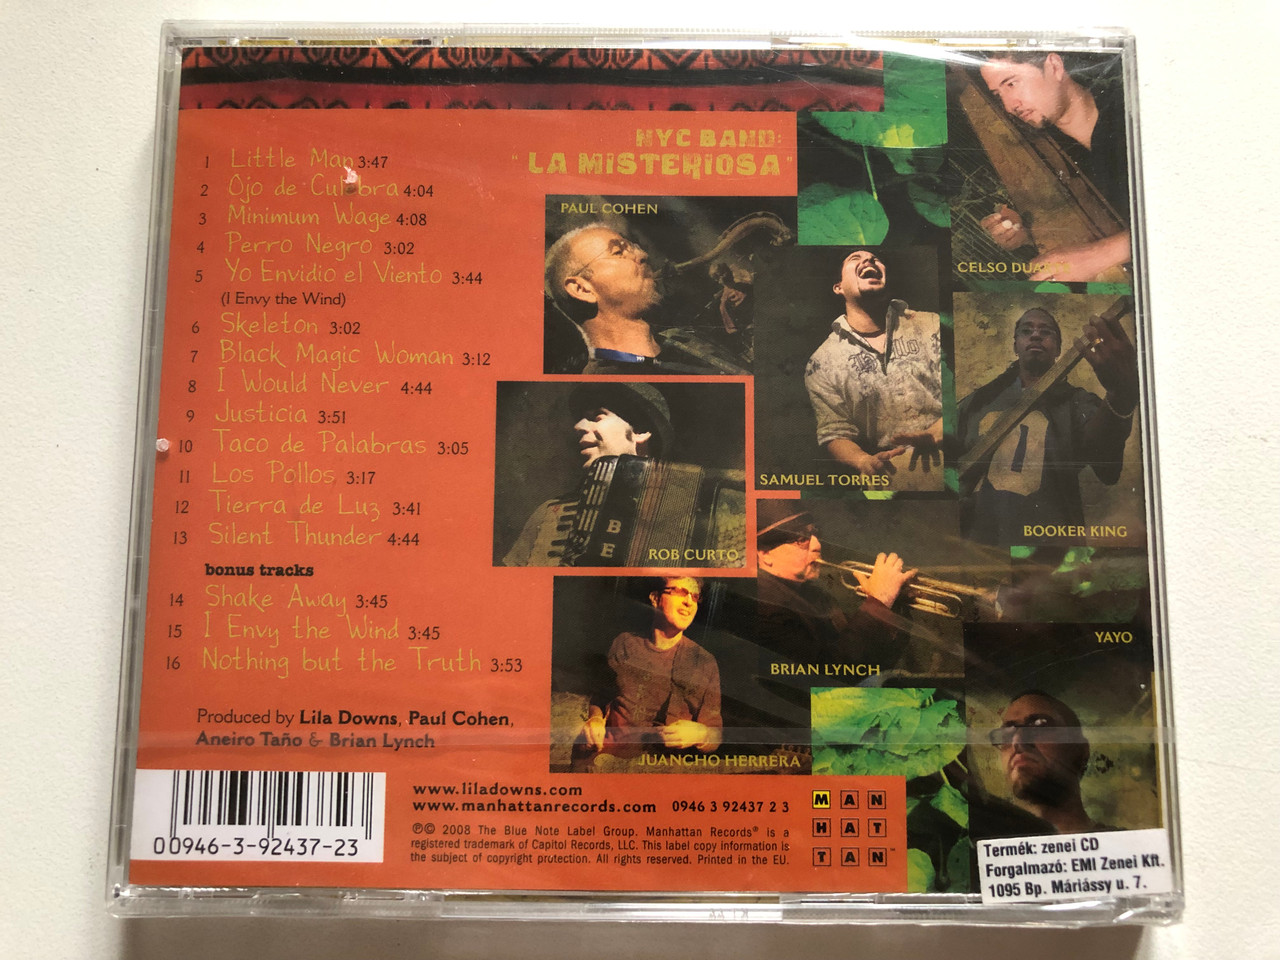 NYC BAND:
"LA MISTERIOSA"
1 Little Man 3:47
2 Ojo de Culebra 4:04
3 Minimum Wage 4:08
4 Perro Negro 3:02
5 Yo Envidio el Viento 3:44
(I Envy the Wind)
6 Skeleton 3:02
7 Black Magic Woman 3:12
8 I Would Never 4:44
9 Justicia 3:51
10 Taco de Palabras 3:05
11 Los Pollos 3:17
12 Tierra de Luz 3:41
13 Silent Thunder 4:44
bonus tracks
14 Shake Away 3:45
15 I Envy the Wind 3:45
16 Nothing but the Truth 3:53
Produced by Lila Downs, Paul Cohen,
Aneiro Taño & Brian Lynch
PAUL COHEN
CELSO
SAMUEL TORRES
BOOKER KING
ROB CURTO
BRIAN LYNCH
YAYO
JUANCHO HERRERA
00946-3-92437-23
www.liladowns.com
www.manhattanrecords.com 0946 3 92437 2 3
℗© 2008 The Blue Note Label Group. Manhattan Records® is a
registered trademark of Capitol Records, LLC. This label copy information is
the subject of copyright protection. All rights reserved. Printed in the EU.
MAN
HAT
TAN™
Termék: zenei CD
Forgalmazó: EMI Zenei Kft.
1095 Bp. Máriássy u. 7.